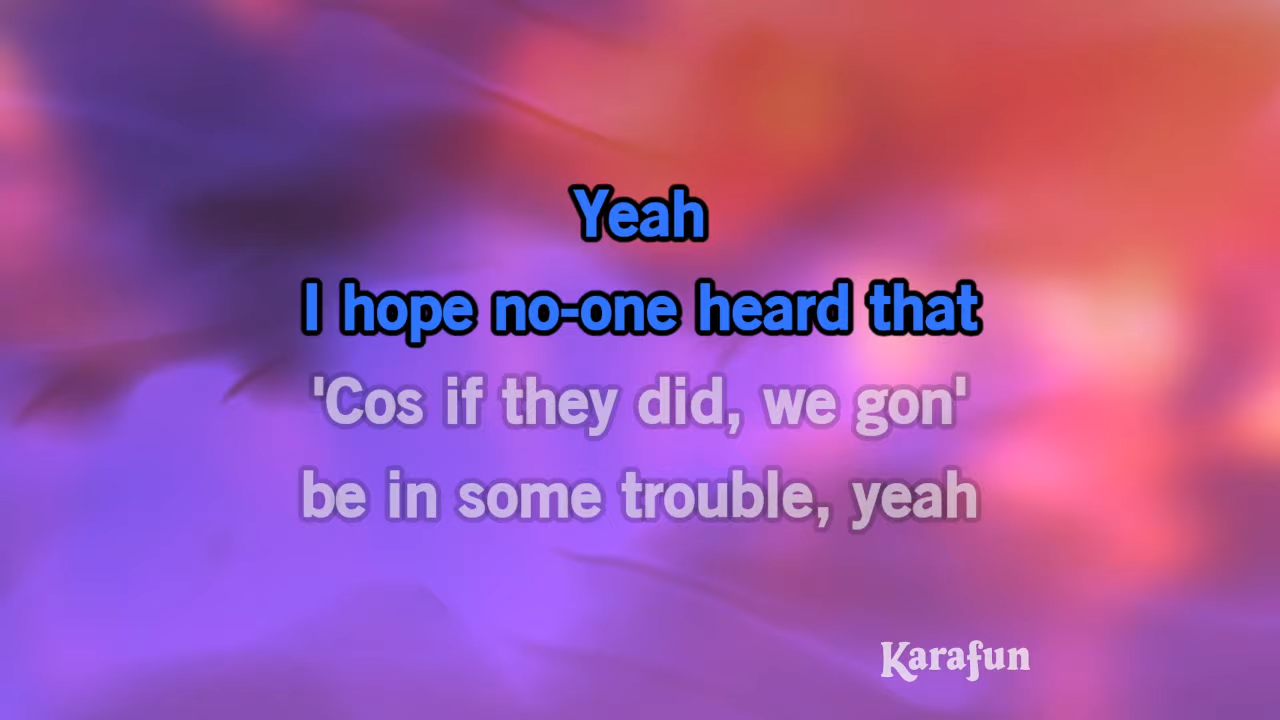 Yeah
I hope no-one heard that
'Cos if they did, we gon'
be in some trouble, yeah
Karafun